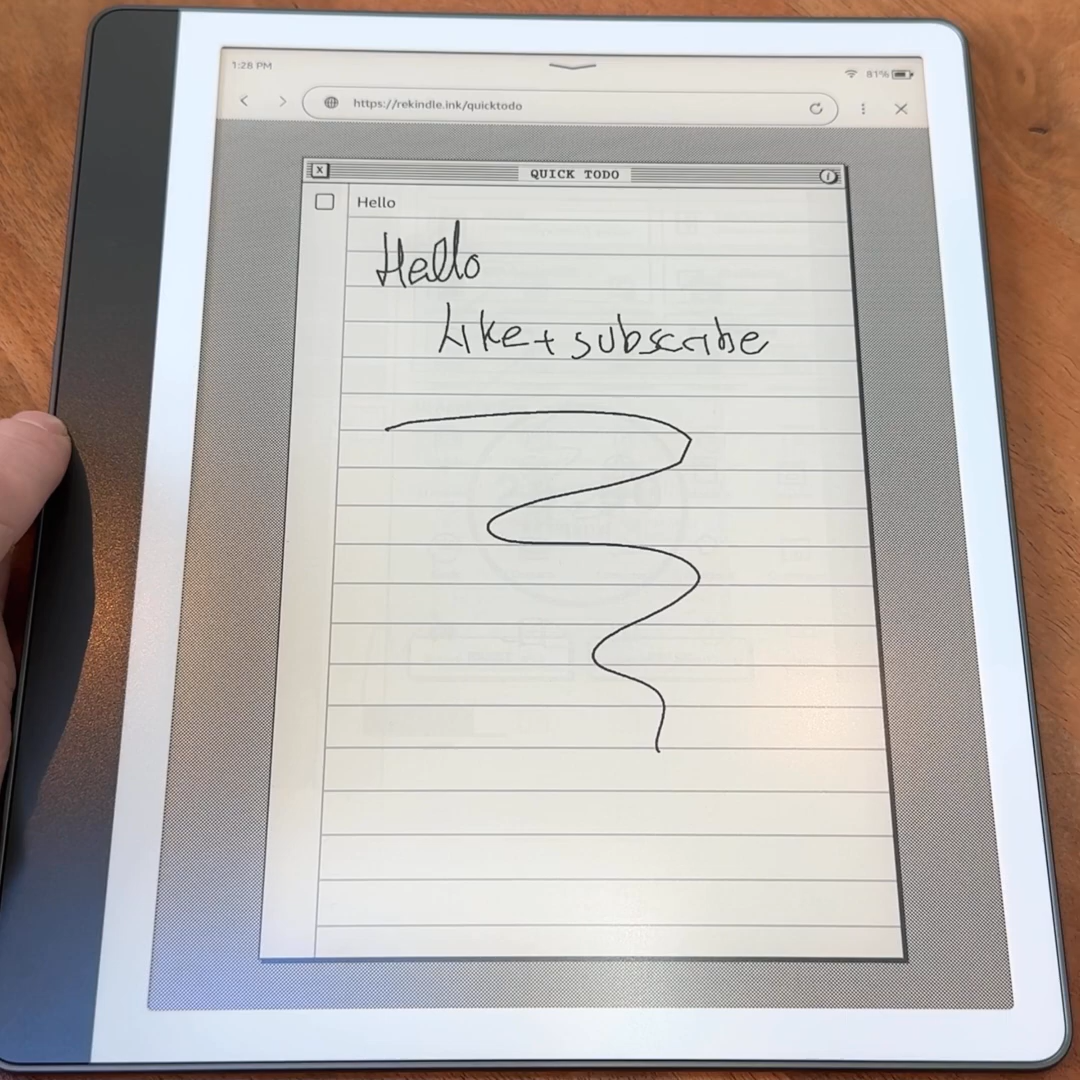 1:28 PM
81%
https://rekindle.ink/quicktodo
X
QUICK TODO
i
Hello
Hello
Like + subscribe